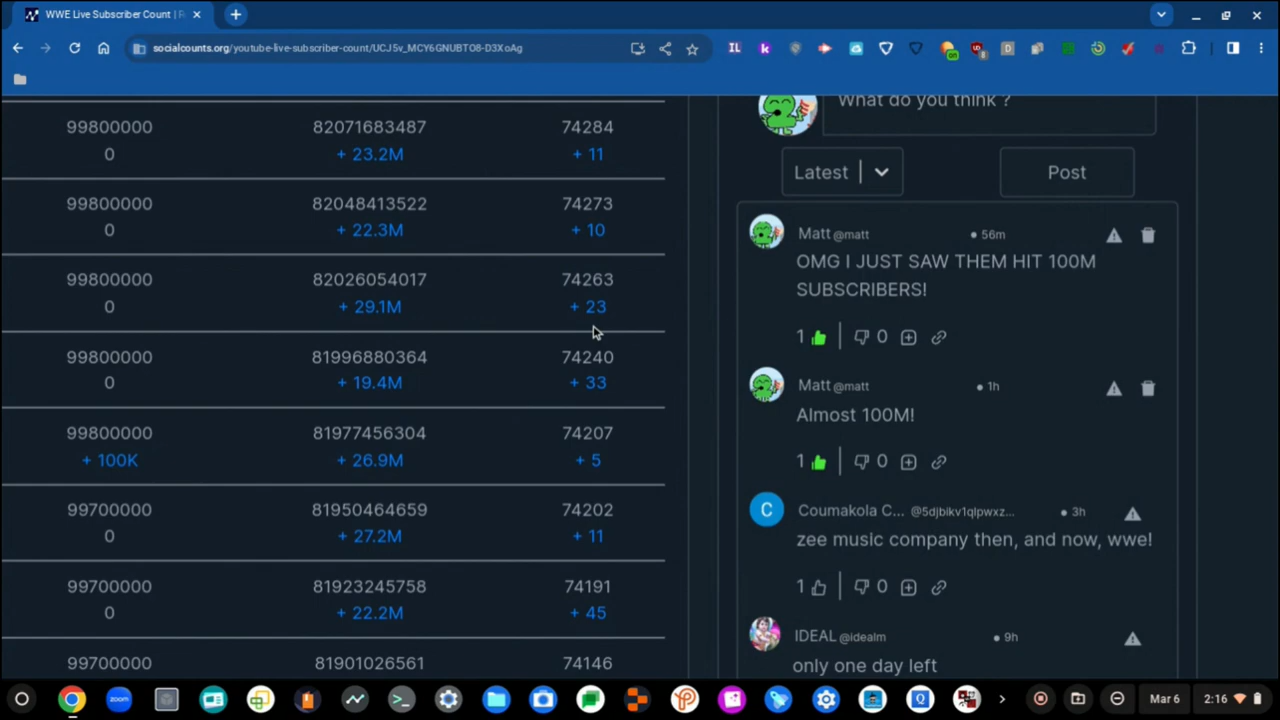 WWE Live Subscriber Count | R
socialcounts.org/youtube-live-subscriber-count/UCJ5v_MCY6GNUBTO8-D3XoAg
99800000 82071683487 74284
0 + 23.2M + 11
99800000 82048413522 74273
0 + 22.3M + 10
99800000 82026054017 74263
0 + 29.1M + 23
99800000 81996880364 74240
0 + 19.4M + 33
99800000 81977456304 74207
+ 100K + 26.9M + 5
99700000 81950464659 74202
0 + 27.2M + 11
99700000 81923245758 74191
0 + 22.2M + 45
99700000 81901026561 74146
What do you think ?
Latest Post
Matt @matt • 56m
OMG I JUST SAW THEM HIT 100M
SUBSCRIBERS!
1 0
Matt @matt • 1h
Almost 100M!
1 0
C Coumakola C... @5djbikv1qlpwxz... • 3h
zee music company then, and now, wwe!
1 0
IDEAL @idealm • 9h
only one day left
zoom
Mar 6 2:16